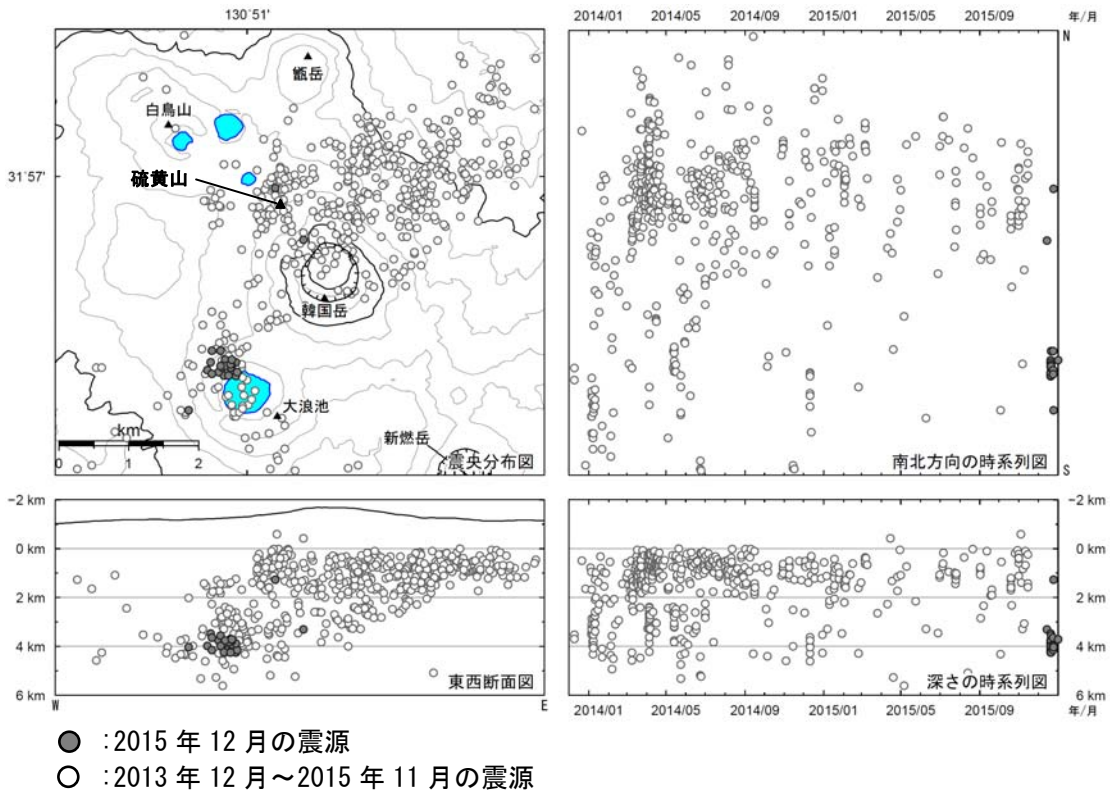 130°51'
2014/01 2014/05 2014/09 2015/01 2015/05 2015/09 年/月
N
甑岳
白鳥山
31°57'
硫黄山
韓国岳
大浪池
新燃岳
km
0 1 2
震央分布図
南北方向の時系列図
S
-2 km
0 km
2 km
4 km
6 km
東西断面図
W E
-2 km
0 km
2 km
4 km
6 km
深さの時系列図
2014/01 2014/05 2014/09 2015/01 2015/05 2015/09 年/月
:2015 年 12 月の震源
:2013 年 12 月~2015 年 11 月の震源